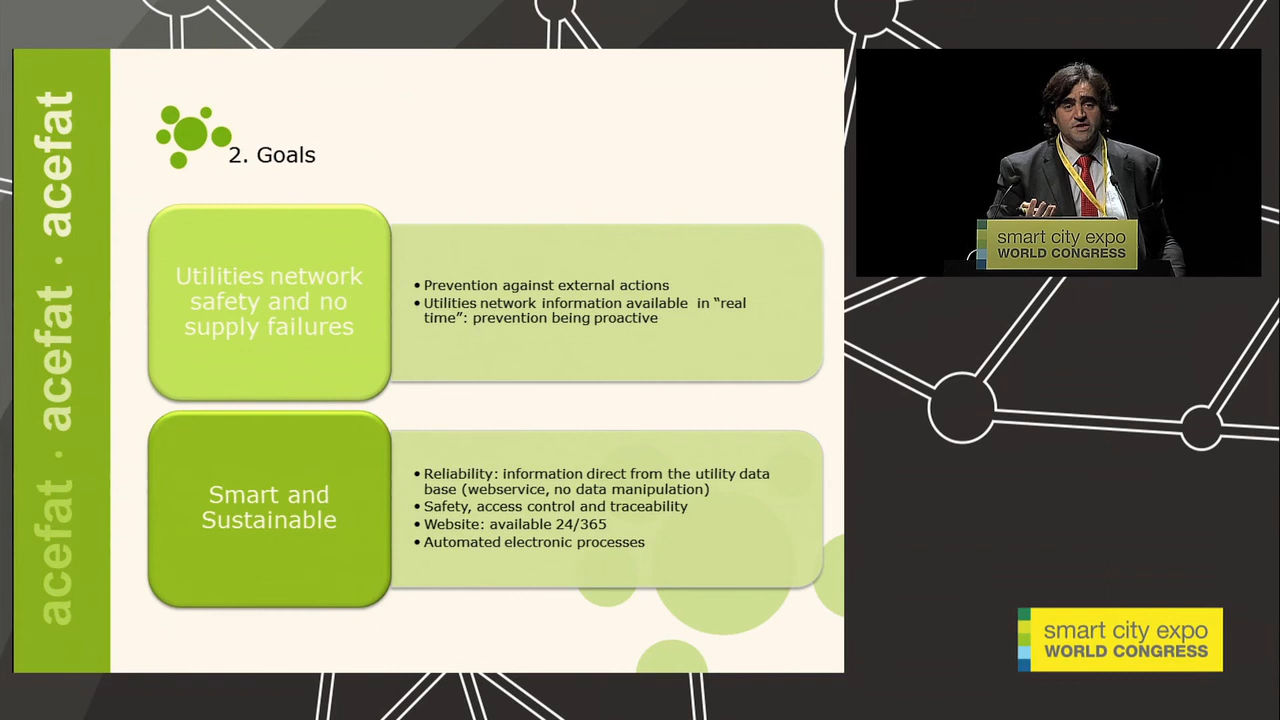 acefat · acefat · acefat
2. Goals
Utilities network
safety and no
supply failures
• Prevention against external actions
• Utilities network information available in “real
time”: prevention being proactive
Smart and
Sustainable
• Reliability: information direct from the utility data
base (webservice, no data manipulation)
• Safety, access control and traceability
• Website: available 24/365
• Automated electronic processes
smart city expo
WORLD CONGRESS
smart city expo
WORLD CONGRESS